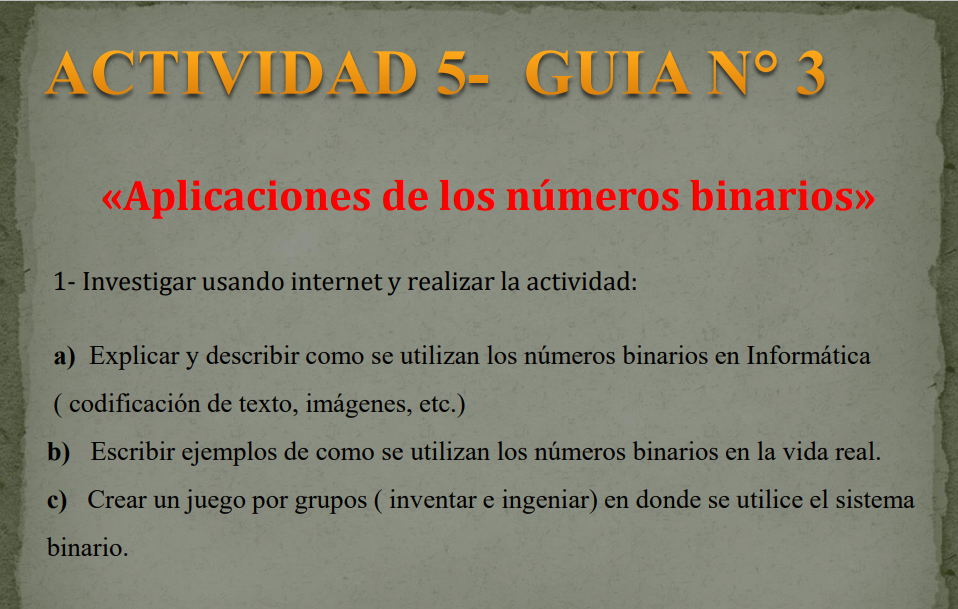 ACTIVIDAD 5- GUIA N° 3
«Aplicaciones de los números binarios»
1- Investigar usando internet y realizar la actividad:
a) Explicar y describir como se utilizan los números binarios en Informática
( codificación de texto, imágenes, etc.)
b) Escribir ejemplos de como se utilizan los números binarios en la vida real.
c) Crear un juego por grupos ( inventar e ingeniar) en donde se utilice el sistema
binario.